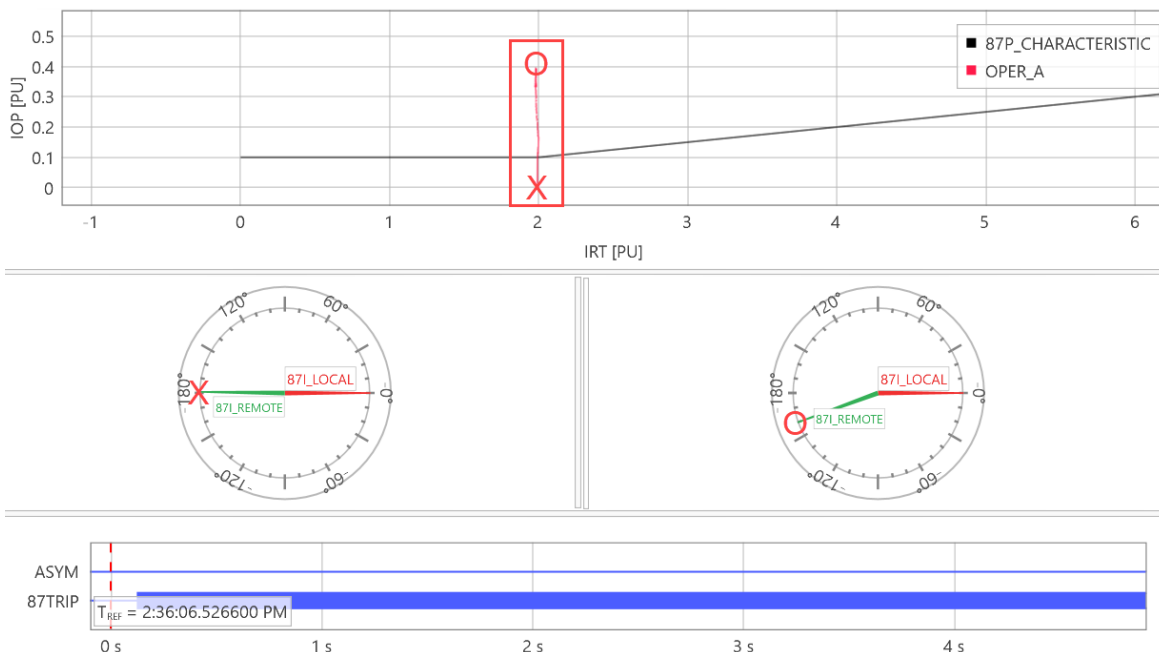 0.5
0.4
0.3
0.2
0.1
0
IOP [PU]
87P_CHARACTERISTIC
OPER_A
O
X
-1 0 1 2 3 4 5 6
IRT [PU]
120° 60°
-180° X 87I_LOCAL -0°
87I_REMOTE
-120° -60°
120° 60°
-180° 87I_LOCAL -0°
O 87I_REMOTE
-120° -60°
ASYM
87TRIP
TREF = 2:36:06.526600 PM
0 s 1 s 2 s 3 s 4 s